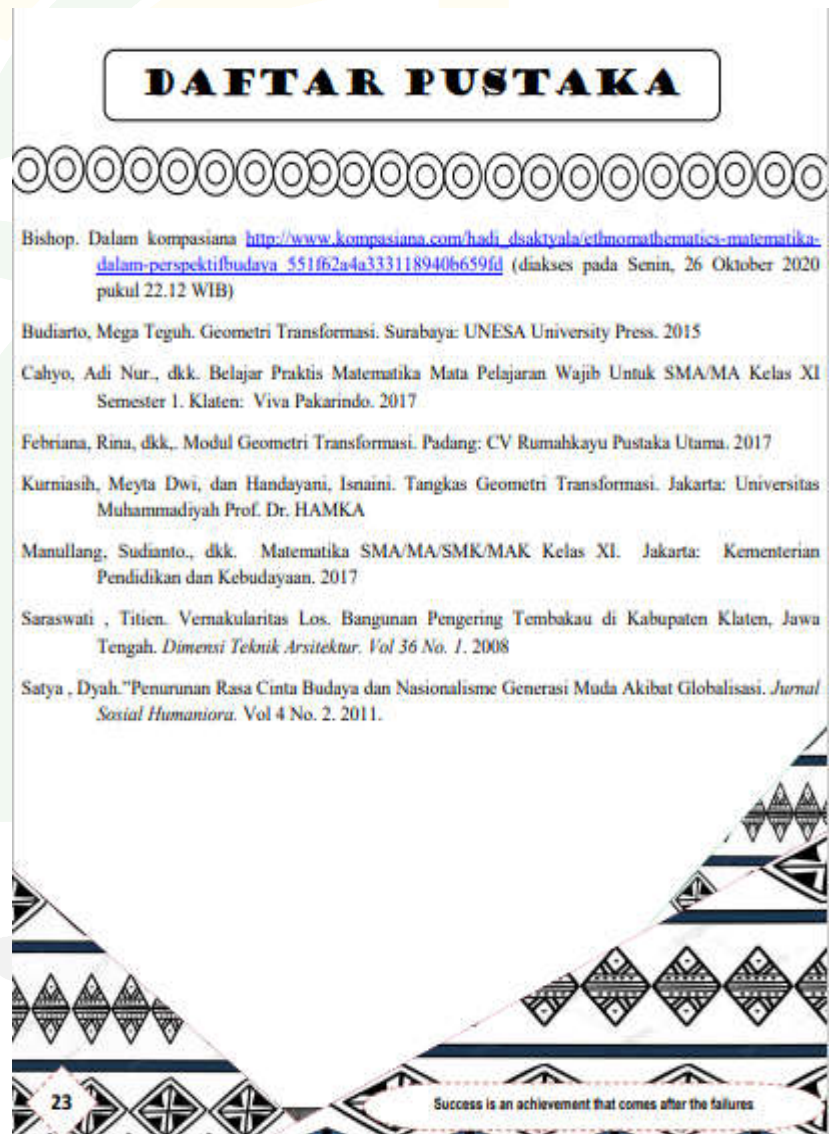 DAFTAR PUSTAKA
Bishop. Dalam kompasiana http://www.kompasiana.com/hadi_dsaktyala/ethnomathematics-matematika-
dalam-perspektifbudaya_551f62a4a333118940b659fd (diakses pada Senin, 26 Oktober 2020
pukul 22.12 WIB)
Budiarto, Mega Teguh. Geometri Transformasi. Surabaya: UNESA University Press. 2015
Cahyo, Adi Nur., dkk. Belajar Praktis Matematika Mata Pelajaran Wajib Untuk SMA/MA Kelas XI
Semester 1. Klaten: Viva Pakarindo. 2017
Febriana, Rina, dkk,. Modul Geometri Transformasi. Padang: CV Rumahkayu Pustaka Utama. 2017
Kurniasih, Meyta Dwi, dan Handayani, Isnaini. Tangkas Geometri Transformasi. Jakarta: Universitas
Muhammadiyah Prof. Dr. HAMKA
Manullang, Sudianto., dkk. Matematika SMA/MA/SMK/MAK Kelas XI. Jakarta: Kementerian
Pendidikan dan Kebudayaan. 2017
Saraswati , Titien. Vernakularitas Los. Bangunan Pengering Tembakau di Kabupaten Klaten, Jawa
Tengah. Dimensi Teknik Arsitektur. Vol 36 No. 1. 2008
Satya , Dyah."Penurunan Rasa Cinta Budaya dan Nasionalisme Generasi Muda Akibat Globalisasi. Jurnal
Sosial Humaniora. Vol 4 No. 2. 2011.
23
Success is an achievement that comes after the failures